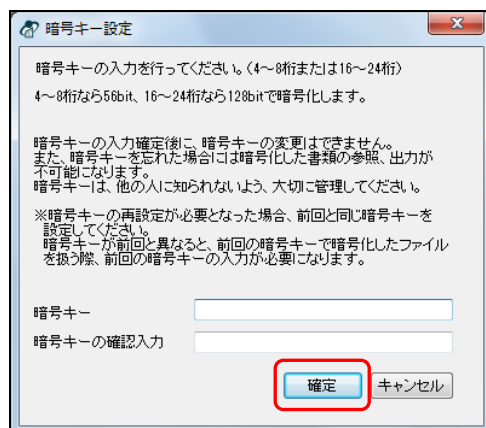 暗号キー設定
暗号キーの入力を行ってください。(4～8桁または16～24桁)
4～8桁なら56bit、16～24桁なら128bitで暗号化します。
暗号キーの入力確定後に、暗号キーの変更はできません。
また、暗号キーを忘れた場合には暗号化した書類の参照、出力が
不可能になります。
暗号キーは、他の人に知られないよう、大切に管理してください。
※暗号キーの再設定が必要となった場合、前回と同じ暗号キーを
設定してください。
暗号キーが前回と異なると、前回の暗号キーで暗号化したファイル
を扱う際、前回の暗号キーの入力が必要になります。
暗号キー
暗号キーの確認入力
確定
キャンセル